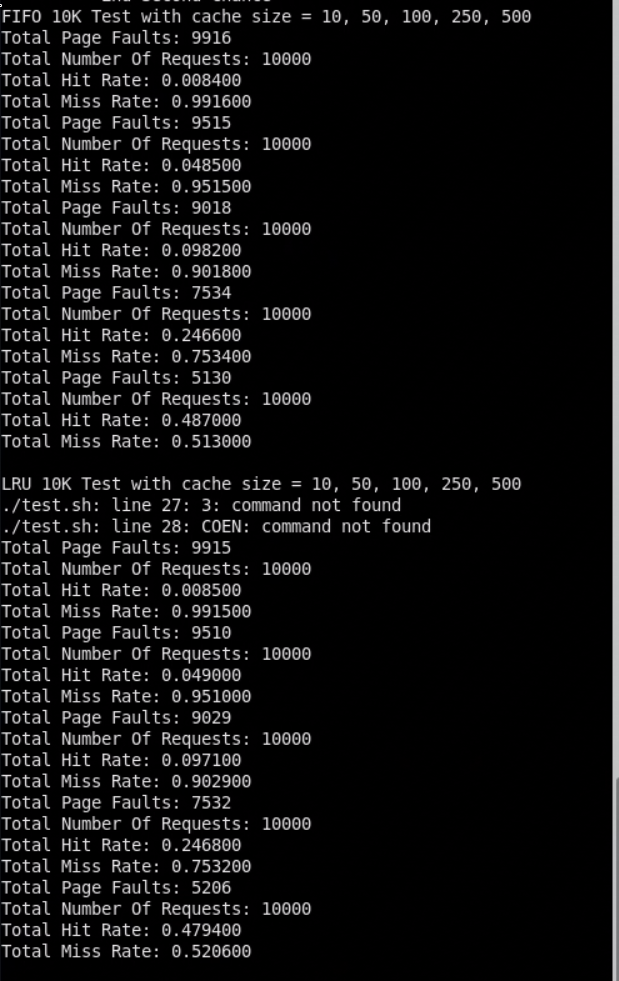 2nd Second Chance
FIFO 10K Test with cache size = 10, 50, 100, 250, 500
Total Page Faults: 9916
Total Number Of Requests: 10000
Total Hit Rate: 0.008400
Total Miss Rate: 0.991600
Total Page Faults: 9515
Total Number Of Requests: 10000
Total Hit Rate: 0.048500
Total Miss Rate: 0.951500
Total Page Faults: 9018
Total Number Of Requests: 10000
Total Hit Rate: 0.098200
Total Miss Rate: 0.901800
Total Page Faults: 7534
Total Number Of Requests: 10000
Total Hit Rate: 0.246600
Total Miss Rate: 0.753400
Total Page Faults: 5130
Total Number Of Requests: 10000
Total Hit Rate: 0.487000
Total Miss Rate: 0.513000
LRU 10K Test with cache size = 10, 50, 100, 250, 500
./test.sh: line 27: 3: command not found
./test.sh: line 28: COEN: command not found
Total Page Faults: 9915
Total Number Of Requests: 10000
Total Hit Rate: 0.008500
Total Miss Rate: 0.991500
Total Page Faults: 9510
Total Number Of Requests: 10000
Total Hit Rate: 0.049000
Total Miss Rate: 0.951000
Total Page Faults: 9029
Total Number Of Requests: 10000
Total Hit Rate: 0.097100
Total Miss Rate: 0.902900
Total Page Faults: 7532
Total Number Of Requests: 10000
Total Hit Rate: 0.246800
Total Miss Rate: 0.753200
Total Page Faults: 5206
Total Number Of Requests: 10000
Total Hit Rate: 0.479400
Total Miss Rate: 0.520600